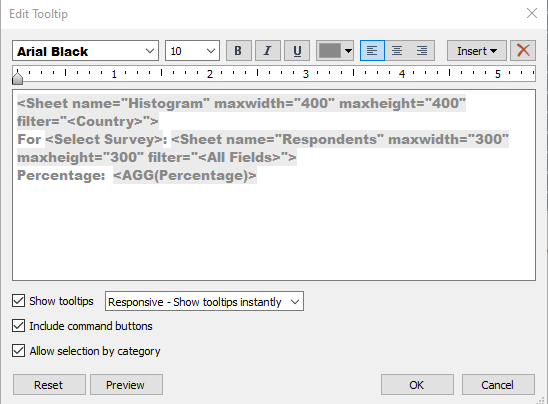 Edit Tooltip
Arial Black 10 B I U Insert
1 2 3 4 5
<Sheet name="Histogram" maxwidth="400" maxheight="400"
filter="<Country>">
For <Select Survey>: <Sheet name="Respondents" maxwidth="300"
maxheight="300" filter="<All Fields>">
Percentage: <AGG(Percentage)>
Show tooltips Responsive - Show tooltips instantly
Include command buttons
Allow selection by category
Reset Preview OK Cancel